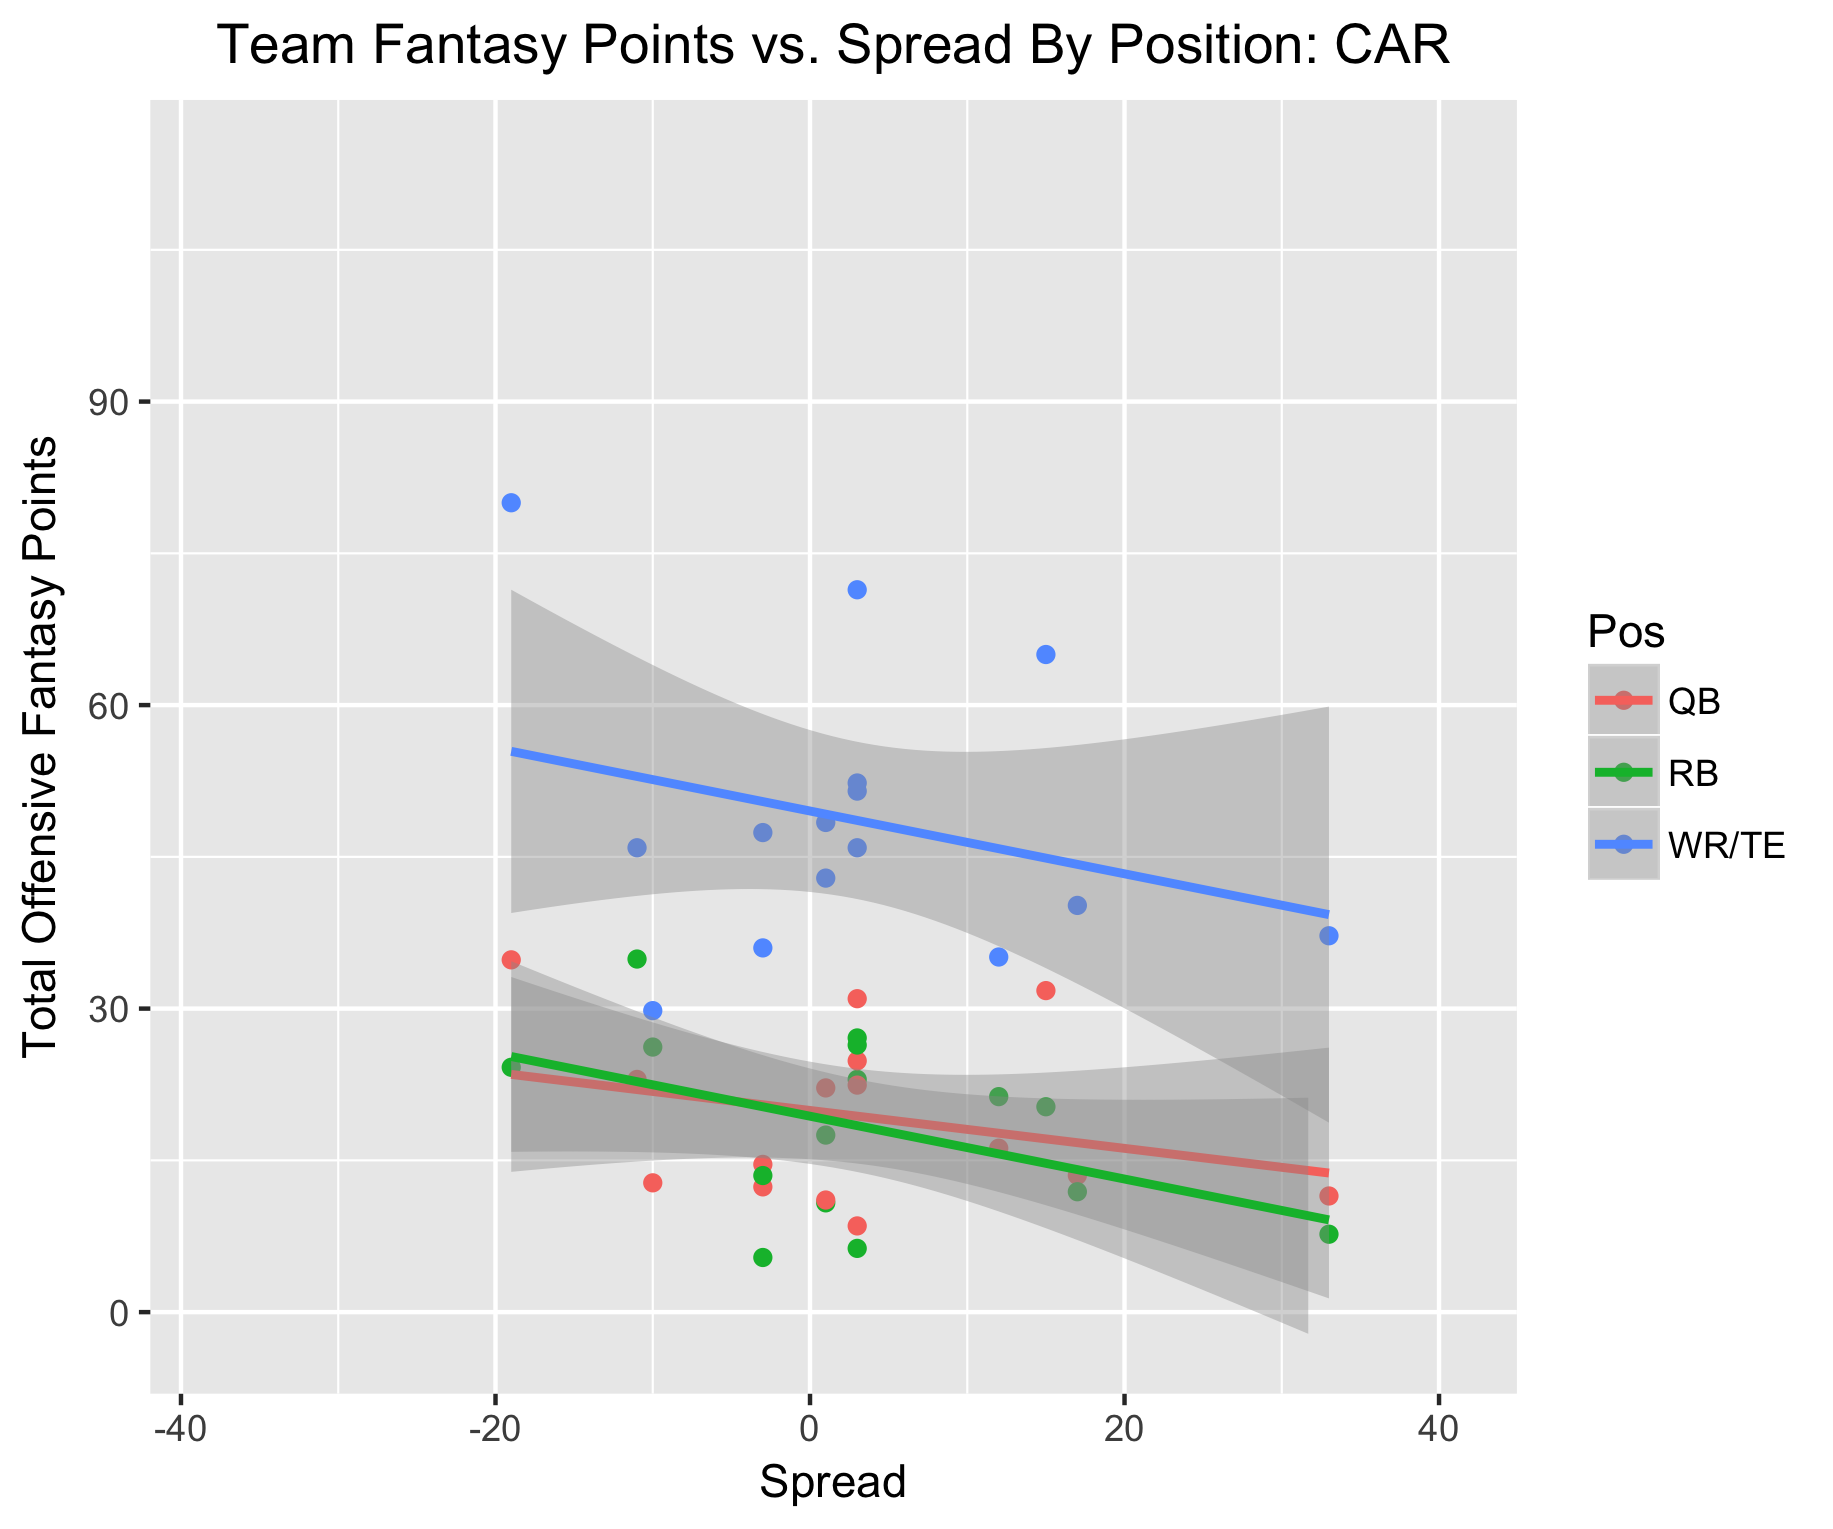 Team Fantasy Points vs. Spread By Position: CAR
Total Offensive Fantasy Points
90
60
30
0
-40
-20
0
20
40
Spread
Pos
QB
RB
WR/TE